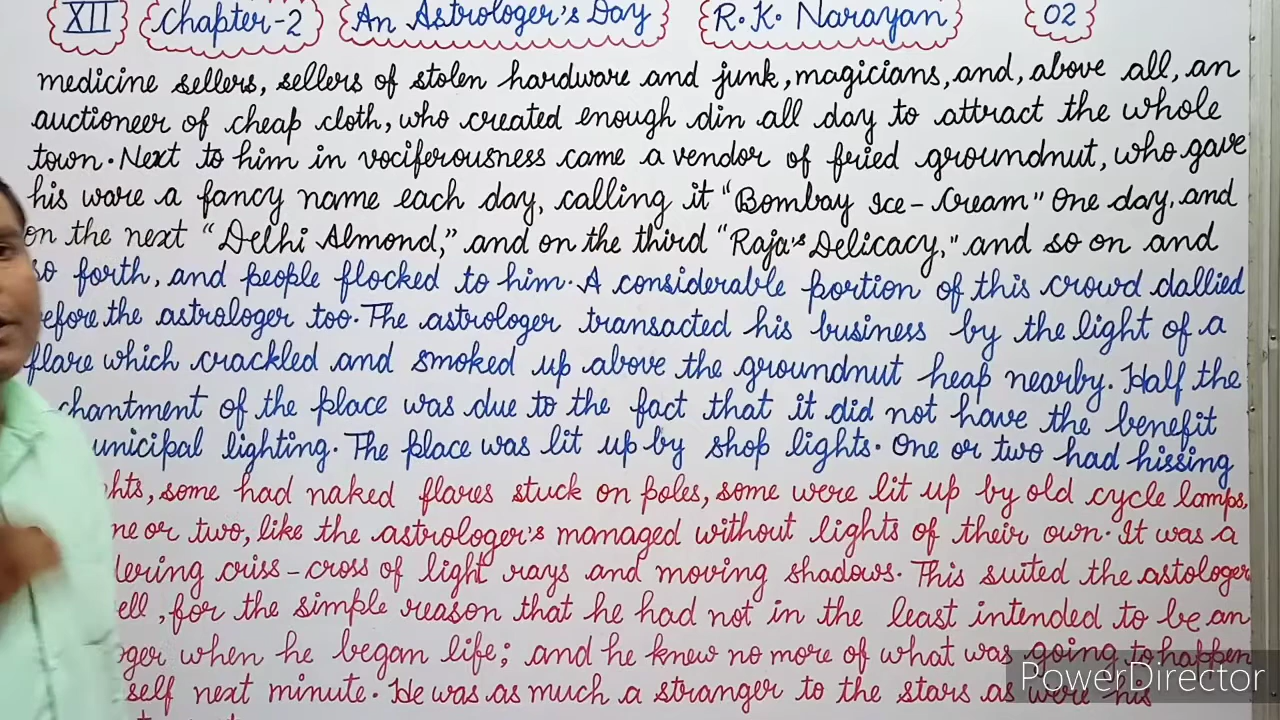 XII Chapter-2 An Astrologer's Day R. K. Narayan 02
medicine sellers, sellers of stolen hardware and junk, magicians, and, above all, an
auctioneer of cheap cloth, who created enough din all day to attract the whole
town. Next to him in vociferousness came a vendor of fried groundnut, who gave
his ware a fancy name each day, calling it "Bombay Ice-Cream" One day, and
on the next "Delhi Almond," and on the third "Raja's Delicacy," and so on and
so forth, and people flocked to him. A considerable portion of this crowd dallied
efore the astrologer too. The astrologer transacted his business by the light of a
flare which crackled and smoked up above the groundnut heap nearby. Half the
chantment of the place was due to the fact that it did not have the benefit
unicipal lighting. The place was lit up by shop lights. One or two had hissing
hts, some had naked flares stuck on poles, some were lit up by old cycle lamps,
ne or two, like the astrologer's managed without lights of their own. It was a
dering criss-cross of light rays and moving shadows. This suited the astologer
ell, for the simple reason that he had not in the least intended to be an
oger when he began life; and he knew no more of what was going to happen
self next minute. He was as much a stranger to the stars as were his
PowerDirector